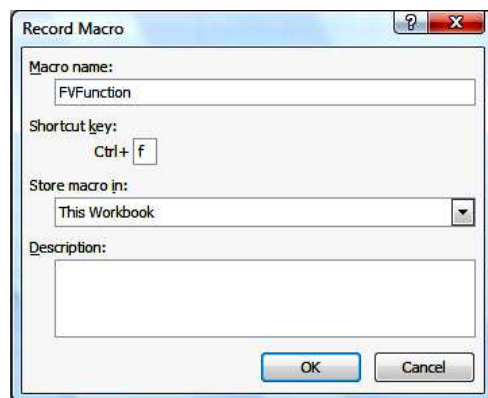 Record Macro
? X
Macro name:
FVFunction
Shortcut key:
Ctrl+ f
Store macro in:
This Workbook
Description:
OK Cancel